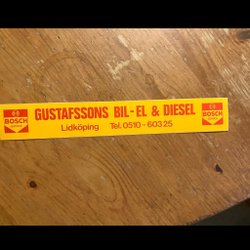 BOSCH
GUSTAFSSONS BIL-EL & DIESEL
Lidköping Tel. 0510 - 603 25
BOSCH